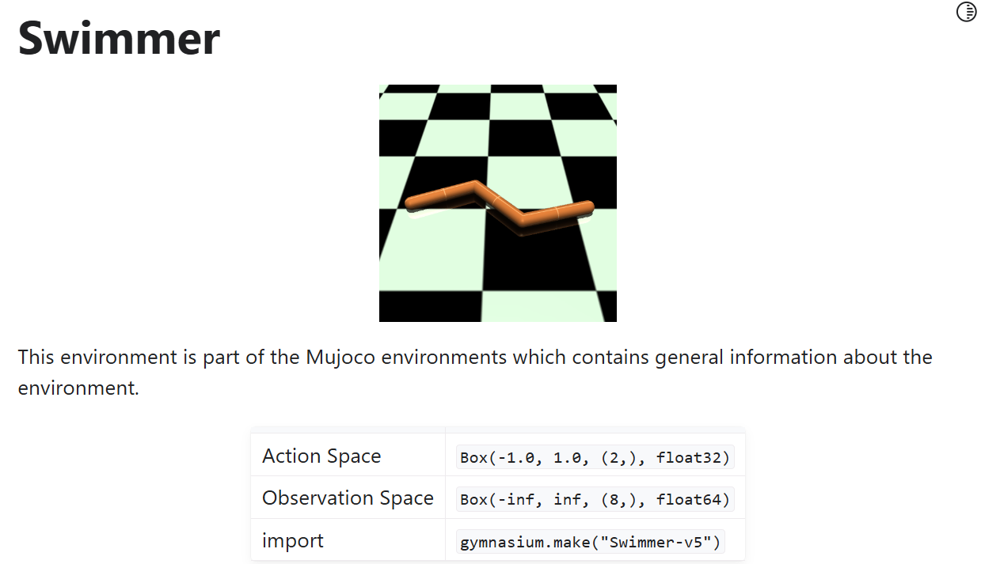 Swimmer
This environment is part of the Mujoco environments which contains general information about the
environment.
Action Space Box(-1.0, 1.0, (2,), float32)
Observation Space Box(-inf, inf, (8,), float64)
import gymnasium.make("Swimmer-v5")